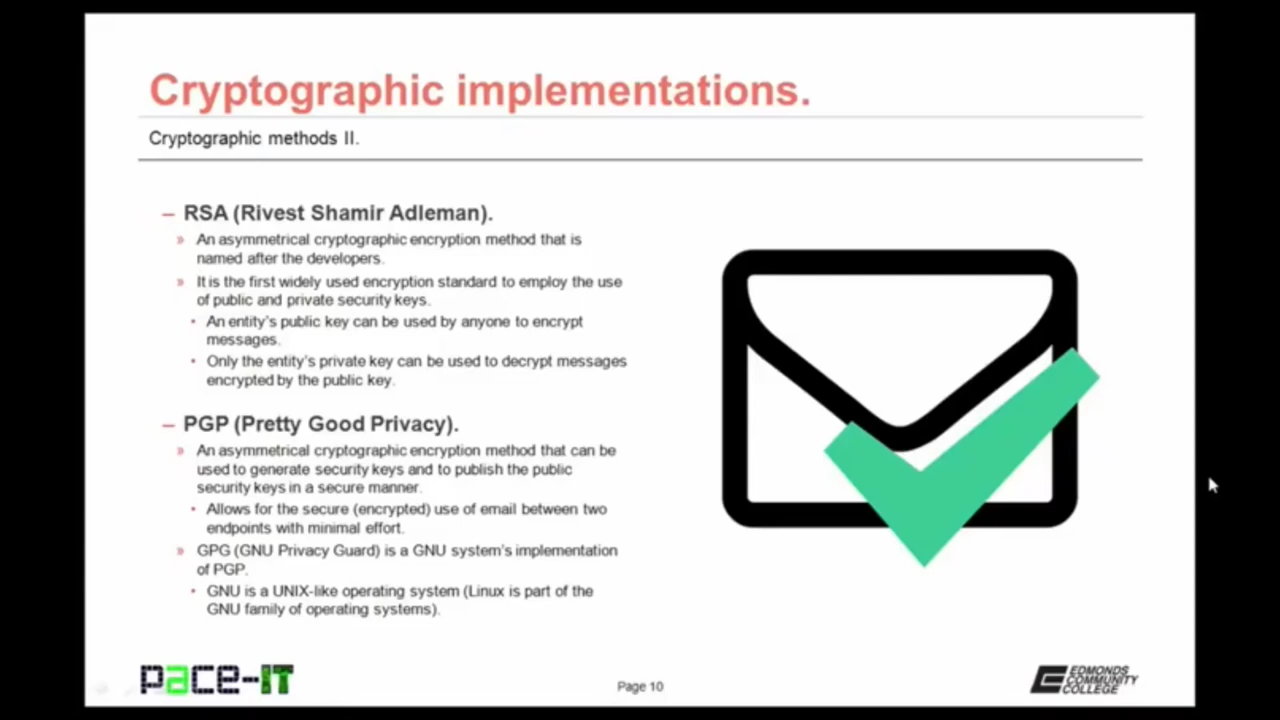 Cryptographic implementations.
Cryptographic methods II.
– RSA (Rivest Shamir Adleman).
» An asymmetrical cryptographic encryption method that is
named after the developers.
» It is the first widely used encryption standard to employ the use
of public and private security keys.
• An entity's public key can be used by anyone to encrypt
messages.
• Only the entity's private key can be used to decrypt messages
encrypted by the public key.
– PGP (Pretty Good Privacy).
» An asymmetrical cryptographic encryption method that can be
used to generate security keys and to publish the public
security keys in a secure manner.
• Allows for the secure (encrypted) use of email between two
endpoints with minimal effort.
» GPG (GNU Privacy Guard) is a GNU system's implementation
of PGP.
• GNU is a UNIX-like operating system (Linux is part of the
GNU family of operating systems).
pace-IT
Page 10
EDMONDS
COMMUNITY
COLLEGE